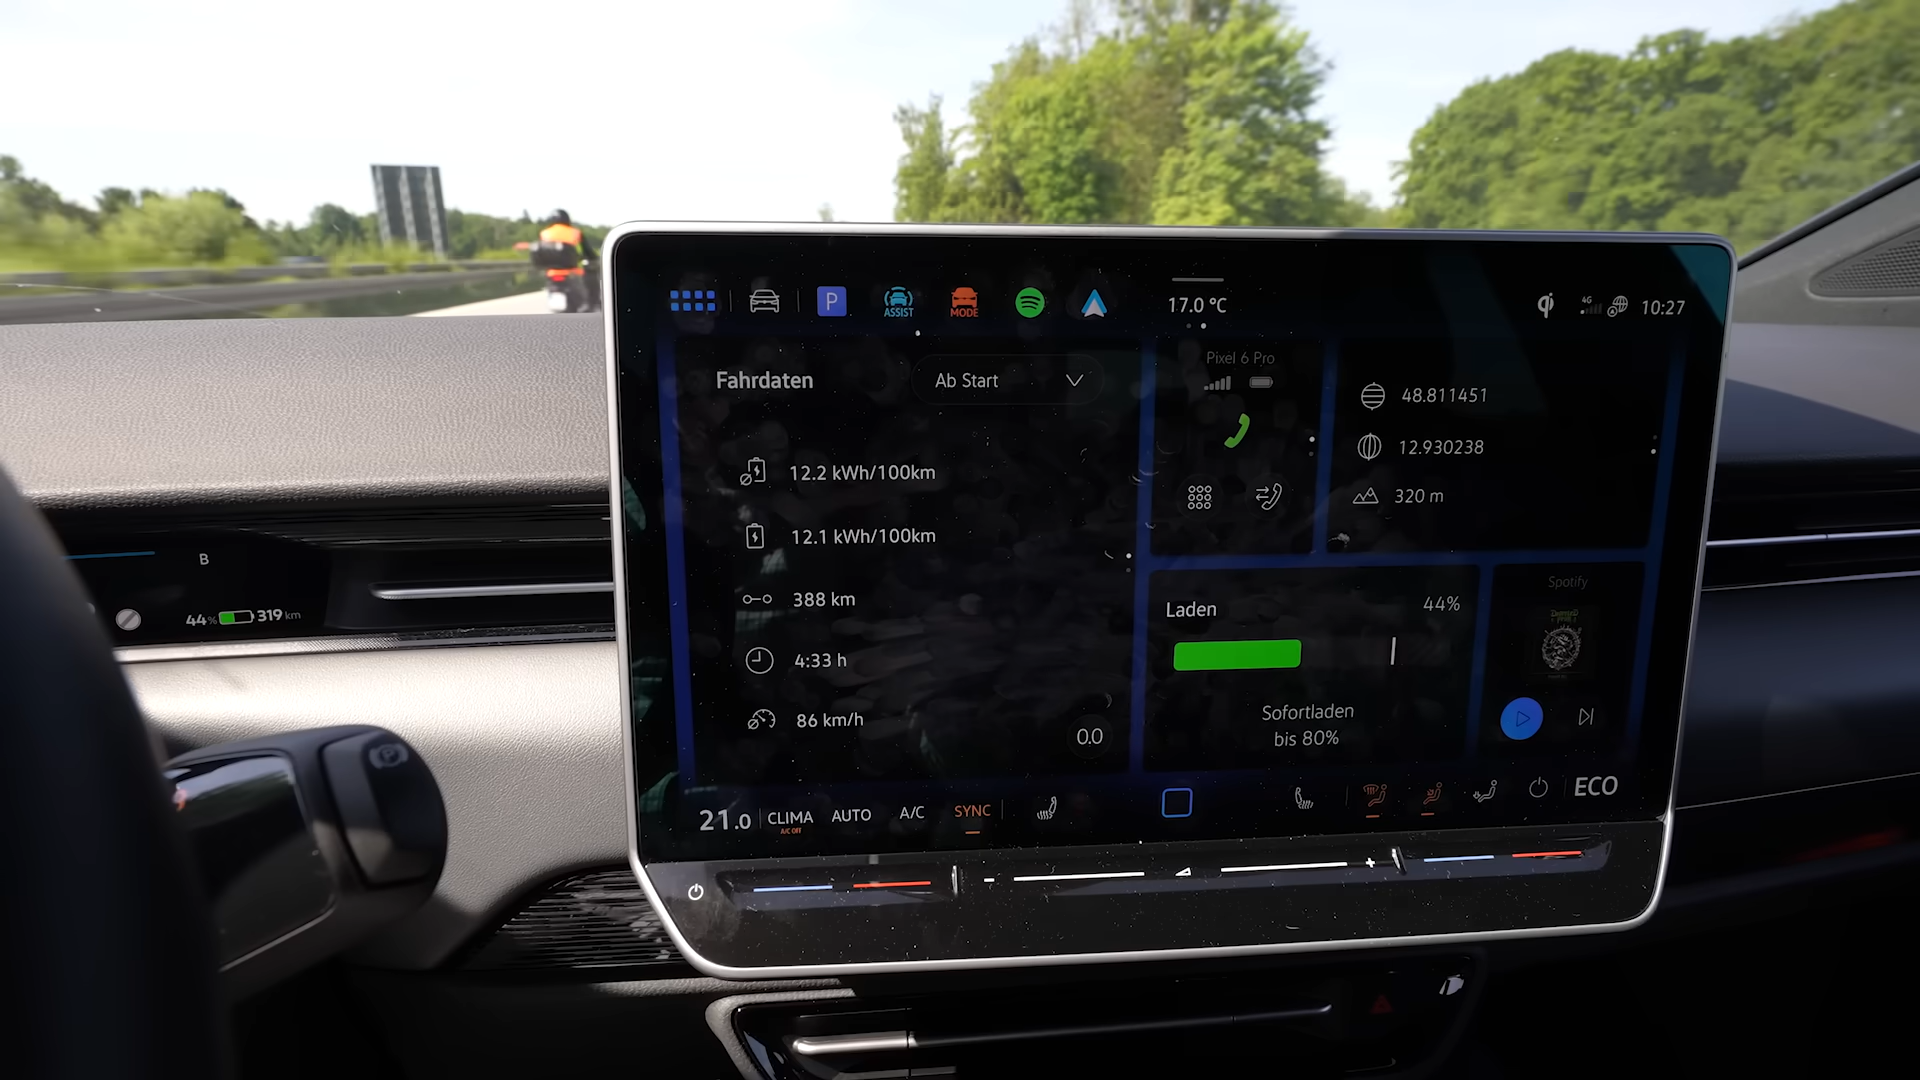 P
ASSIST
MODE
17.0 °C
4G
10:27
Fahrdaten
Ab Start
12.2 kWh/100km
12.1 kWh/100km
388 km
4:33 h
86 km/h
0.0
Pixel 6 Pro
48.811451
12.930238
320 m
Laden
44%
Sofortladen
bis 80%
Spotify
B
44% 319 km
21.0
CLIMA
A/C OFF
AUTO
A/C
SYNC
ECO
- +
(P)